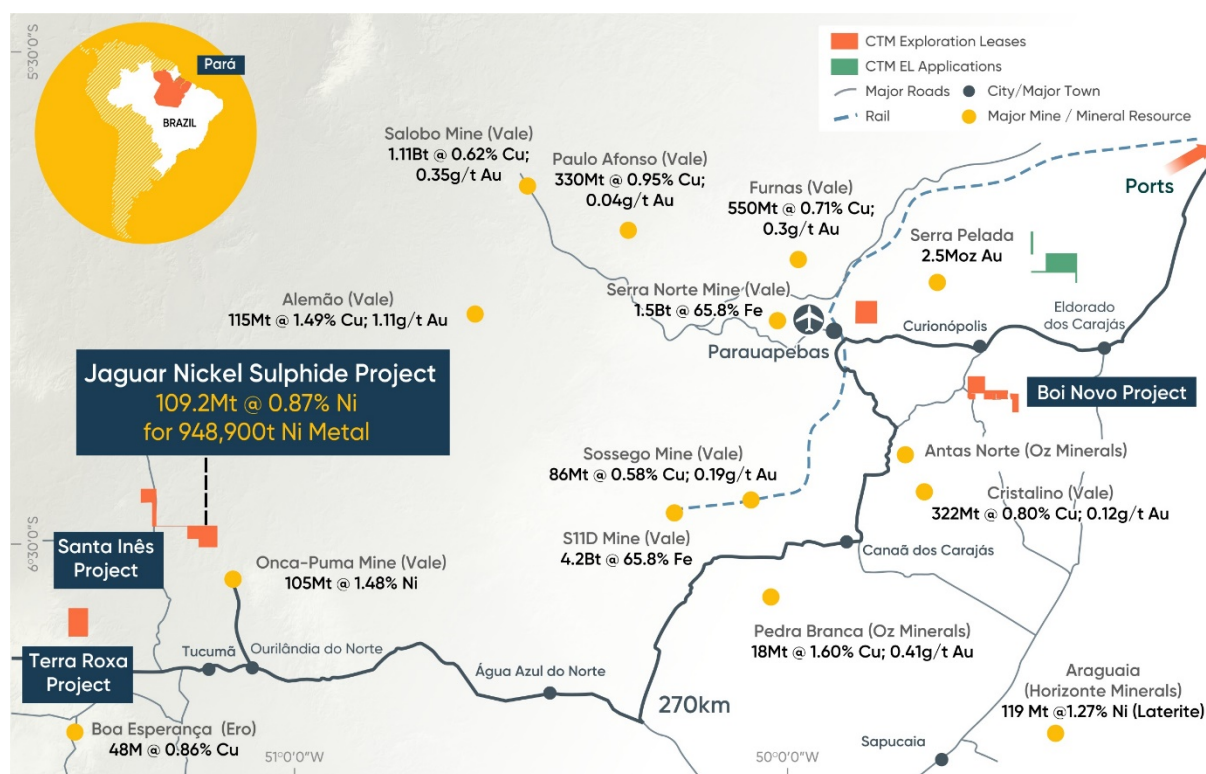 5º30'0"S
Pará
BRAZIL
CTM Exploration Leases
CTM EL Applications
Major Roads
City/Major Town
Rail
Major Mine / Mineral Resource
Salobo Mine (Vale)
1.11Bt @ 0.62% Cu;
0.35g/t Au
Paulo Afonso (Vale)
330Mt @ 0.95% Cu;
0.04g/t Au
Furnas (Vale)
550Mt @ 0.71% Cu;
0.3g/t Au
Ports
Serra Pelada
2.5Moz Au
Serra Norte Mine (Vale)
1.5Bt @ 65.8% Fe
Alemão (Vale)
115Mt @ 1.49% Cu; 1.11g/t Au
Eldorado
dos Carajás
Curionópolis
Parauapebas
Jaguar Nickel Sulphide Project
109.2Mt @ 0.87% Ni
for 948,900t Ni Metal
Boi Novo Project
Sossego Mine (Vale)
86Mt @ 0.58% Cu; 0.19g/t Au
Antas Norte (Oz Minerals)
Cristalino (Vale)
322Mt @ 0.80% Cu; 0.12g/t Au
6º30'0"S
Santa Inês
Project
S11D Mine (Vale)
4.2Bt @ 65.8% Fe
Canaã dos Carajás
Onca-Puma Mine (Vale)
105Mt @ 1.48% Ni
Pedra Branca (Oz Minerals)
18Mt @ 1.60% Cu; 0.41g/t Au
Terra Roxa
Project
Tucumã
Ourilândia do Norte
Água Azul do Norte
270km
Araguaia
(Horizonte Minerals)
119 Mt @1.27% Ni (Laterite)
Boa Esperança (Ero)
48M @ 0.86% Cu
51º0'0"W
50º0'0"W
Sapucaia